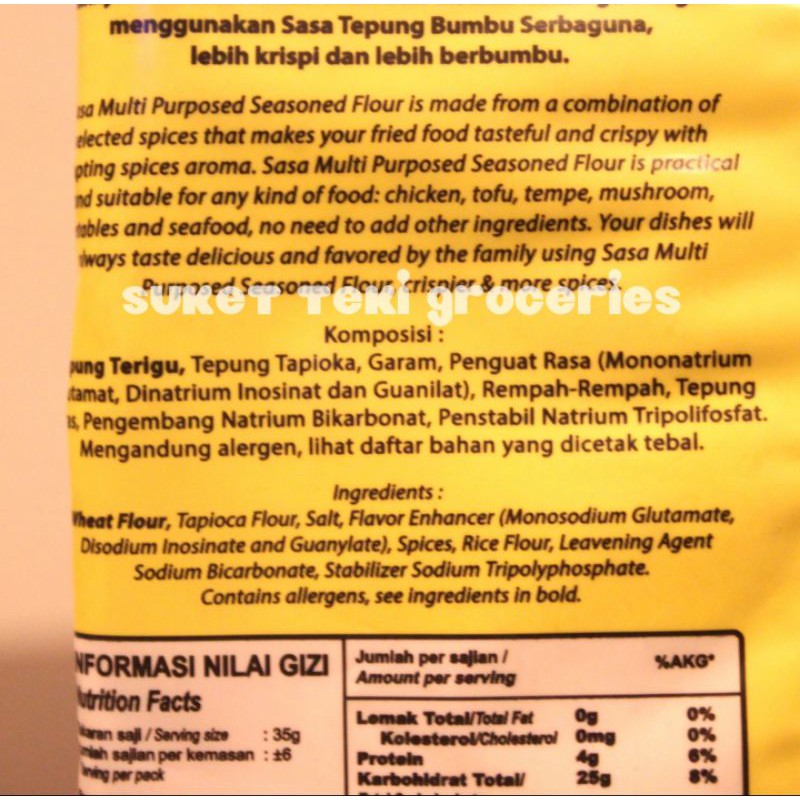 menggunakan Sasa Tepung Bumbu Serbaguna,
lebih krispi dan lebih berbumbu.
Multi Purposed Seasoned Flour is made from a combination of
spices that makes your fried food tasteful and crispy with
spices aroma. Sasa Multi Purposed Seasoned Flour is practical
suitable for any kind of food: chicken, tofu, tempe, mushroom,
and seafood, no need to add other ingredients. Your dishes will
taste delicious and favored by the family using Sasa Multi
Purposed Seasoned Flour, crispier & more spices.
SUKET TEKI GROCERIES
Komposisi :
Terigu, Tepung Tapioka, Garam, Penguat Rasa (Mononatrium
Dinatrium Inosinat dan Guanilat), Rempah-Rempah, Tepung
Pengembang Natrium Bikarbonat, Penstabil Natrium Tripolifosfat.
Mengandung alergen, lihat daftar bahan yang dicetak tebal.
Ingredients :
Wheat Flour, Tapioca Flour, Salt, Flavor Enhancer (Monosodium Glutamate,
Disodium Inosinate and Guanylate), Spices, Rice Flour, Leavening Agent
Sodium Bicarbonate, Stabilizer Sodium Tripolyphosphate.
Contains allergens, see ingredients in bold.
NFORMASI NILAI GIZI
Facts
saji / Serving size : 35g
sajian per kemasan : ±6
per pack
Jumlah per sajian / %AKG*
Amount per serving
Lemak Total/Total Fat 0g 0%
Kolesterol/Cholesterol 0mg 0%
Protein 4g 6%
Karbohidrat Total/ 25g 8%